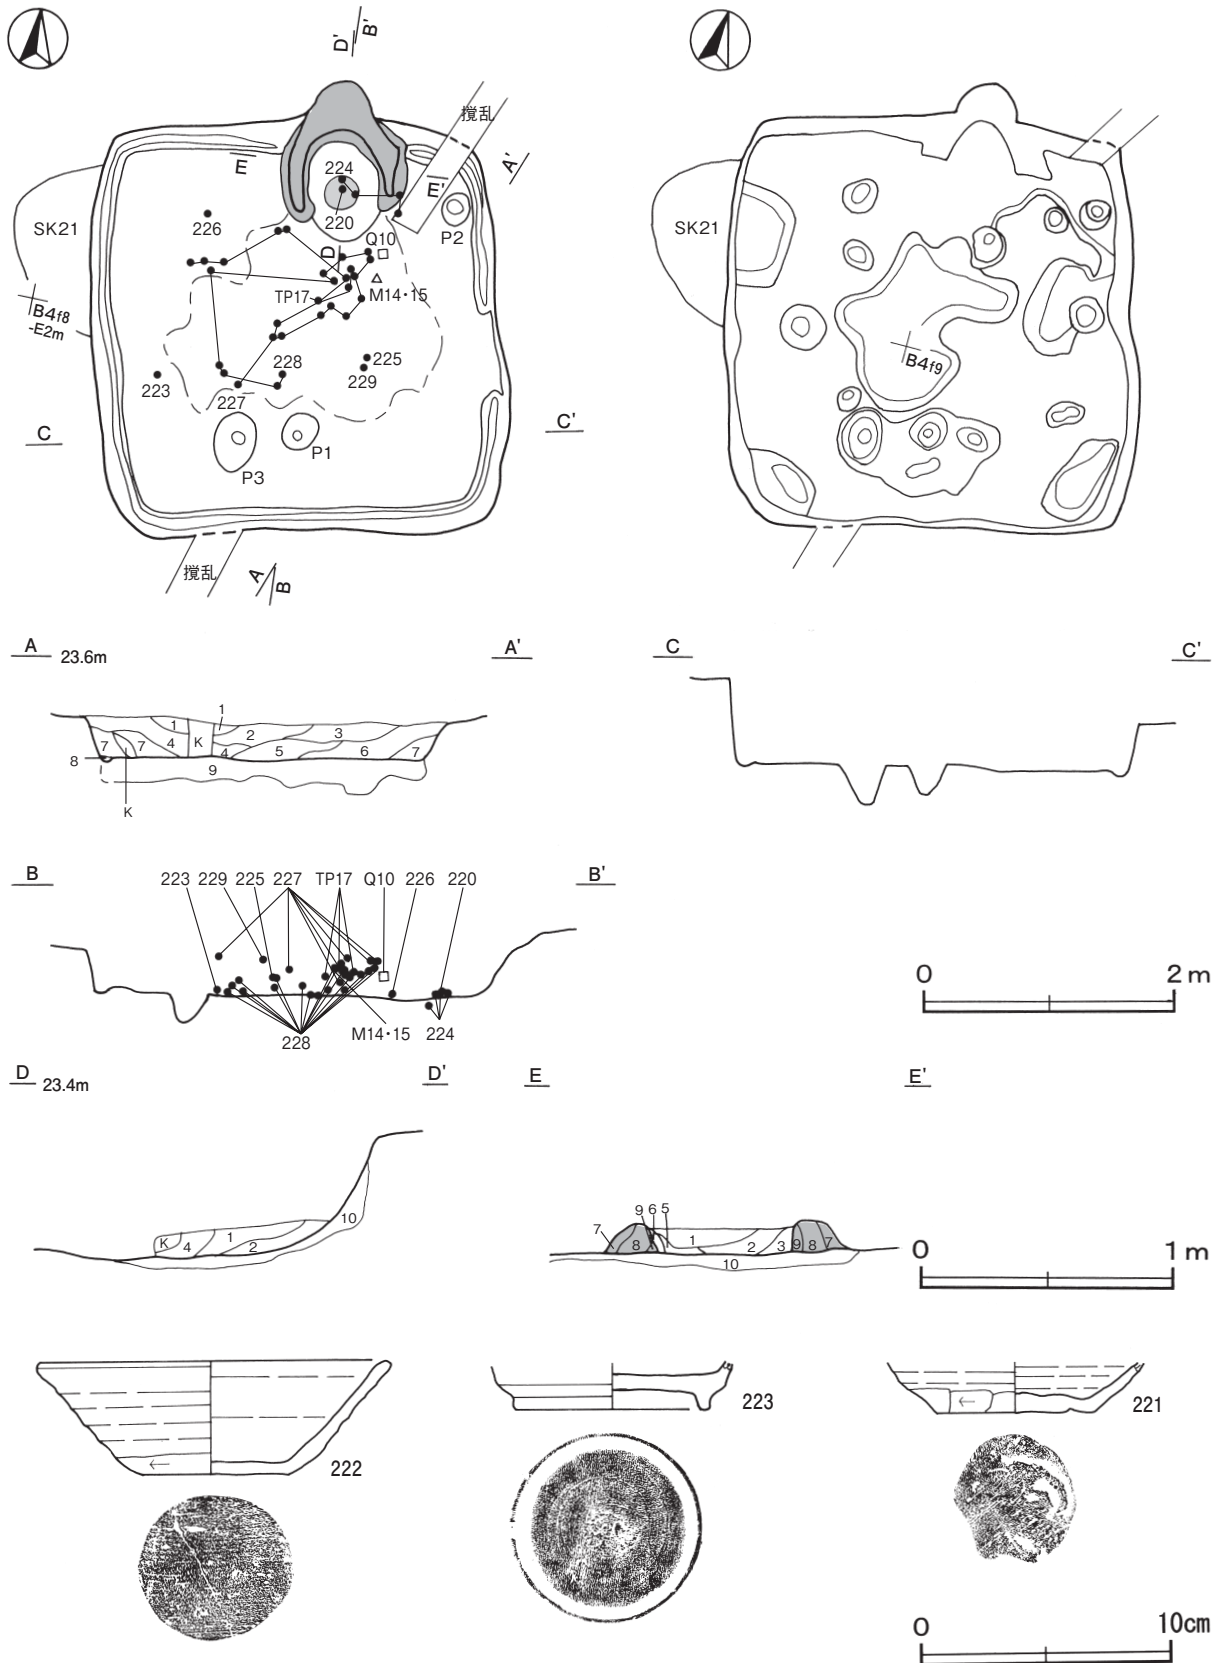 D' B'
撹乱
A'
E
224
E'
220
P2
SK21
226
Q10
D
TP17
M14・15
B4f8
-E2m
225
228
229
223
227
C
C'
P1
P3
撹乱
A B
SK21
B4f9
A 23.6m
A'
C
C'
1
1
2
3
7
7
4
K
4
5
6
7
8
9
K
B
223 229 225 227 TP17 Q10 226 220
B'
M14・15
224
228
0
2m
D 23.4m
D'
E
E'
K
4
1
2
10
7
8
9
6
5
1
2
3
9
8
7
10
0
1m
222
223
221
0
10cm